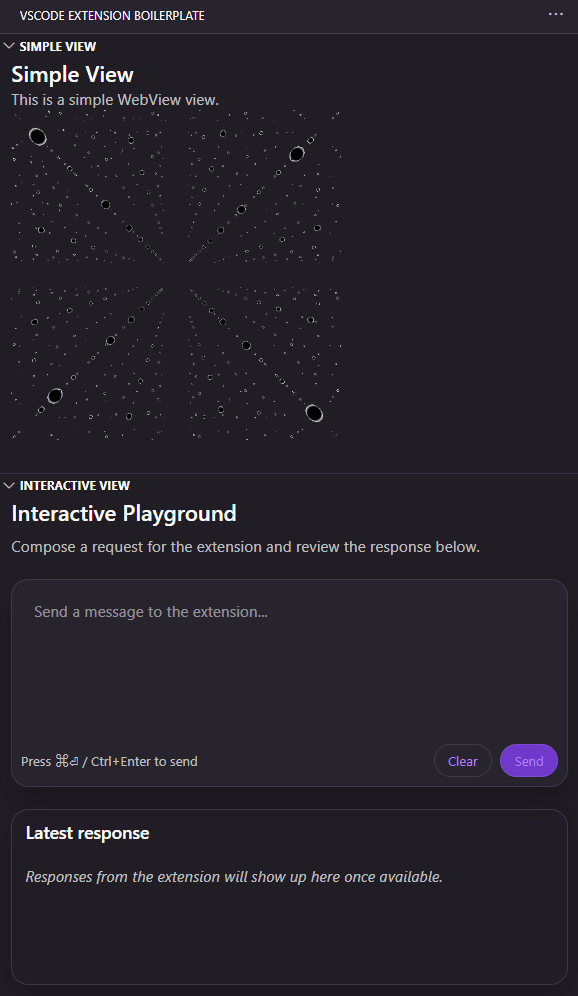 VSCODE EXTENSION BOILERPLATE
SIMPLE VIEW
Simple View
This is a simple WebView view.
INTERACTIVE VIEW
Interactive Playground
Compose a request for the extension and review the response below.
Send a message to the extension...
Press ⌘⏎ / Ctrl+Enter to send
Clear
Send
Latest response
Responses from the extension will show up here once available.